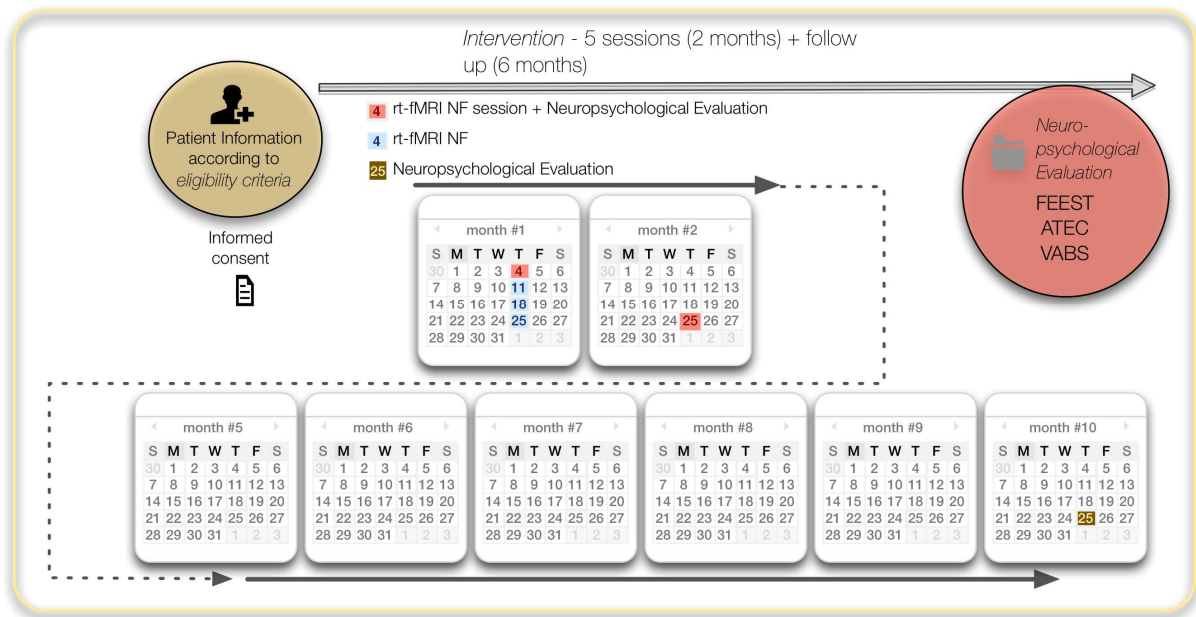 Intervention - 5 sessions (2 months) + follow
up (6 months)
Patient Information
according to
eligibility criteria
Informed
consent
4 rt-fMRI NF session + Neuropsychological Evaluation
4 rt-fMRI NF
25 Neuropsychological Evaluation
Neuro-
psychological
Evaluation
FEEST
ATEC
VABS
month #1
S M T W T F S
30 1 2 3 4 5 6
7 8 9 10 11 12 13
14 15 16 17 18 19 20
21 22 23 24 25 26 27
28 29 30 31 1 2 3
month #2
S M T W T F S
30 1 2 3 4 5 6
7 8 9 10 11 12 13
14 15 16 17 18 19 20
21 22 23 24 25 26 27
28 29 30 31 1 2 3
month #5
S M T W T F S
30 1 2 3 4 5 6
7 8 9 10 11 12 13
14 15 16 17 18 19 20
21 22 23 24 25 26 27
28 29 30 31 1 2 3
month #6
S M T W T F S
30 1 2 3 4 5 6
7 8 9 10 11 12 13
14 15 16 17 18 19 20
21 22 23 24 25 26 27
28 29 30 31 1 2 3
month #7
S M T W T F S
30 1 2 3 4 5 6
7 8 9 10 11 12 13
14 15 16 17 18 19 20
21 22 23 24 25 26 27
28 29 30 31 1 2 3
month #8
S M T W T F S
30 1 2 3 4 5 6
7 8 9 10 11 12 13
14 15 16 17 18 19 20
21 22 23 24 25 26 27
28 29 30 31 1 2 3
month #9
S M T W T F S
30 1 2 3 4 5 6
7 8 9 10 11 12 13
14 15 16 17 18 19 20
21 22 23 24 25 26 27
28 29 30 31 1 2 3
month #10
S M T W T F S
30 1 2 3 4 5 6
7 8 9 10 11 12 13
14 15 16 17 18 19 20
21 22 23 24 25 26 27
28 29 30 31 1 2 3